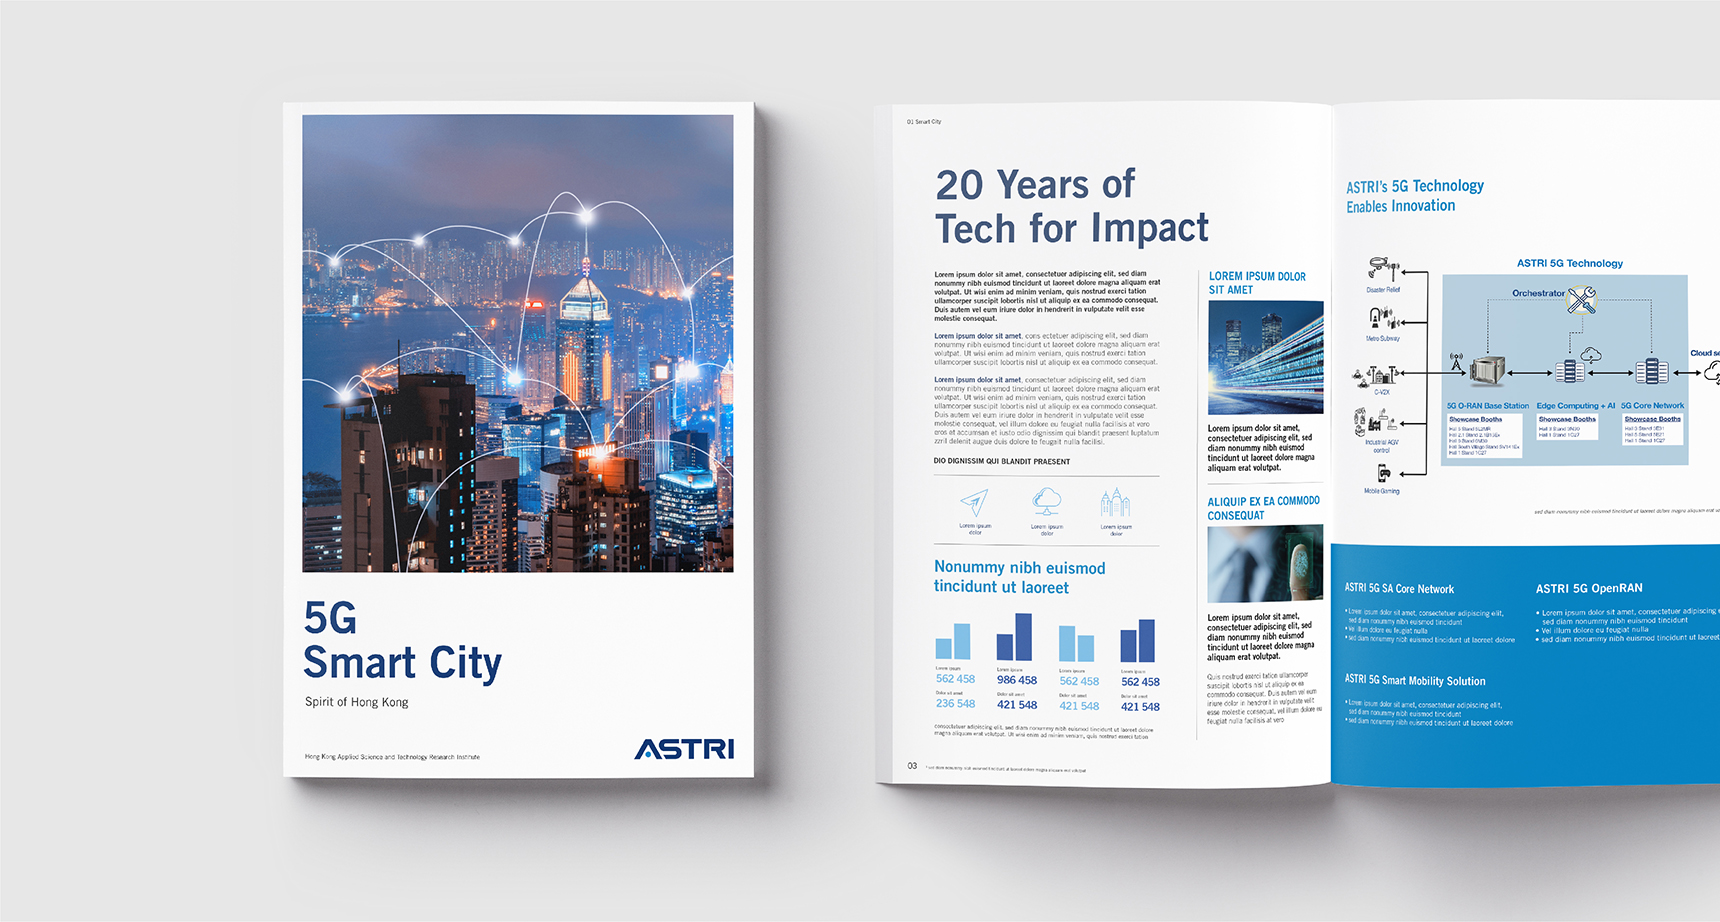 5G
Smart City
Spirit of Hong Kong
Hong Kong Applied Science and Technology Research Institute
ASTRI
01 Smart City
20 Years of
Tech for Impact
Lorem ipsum dolor sit amet, consectetuer adipiscing elit, sed diam
nonummy nibh euismod tincidunt ut laoreet dolore magna aliquam erat
volutpat. Ut wisi enim ad minim veniam, quis nostrud exerci tation
ullamcorper suscipit lobortis nisl ut aliquip ex ea commodo consequat.
Duis autem vel eum iriure dolor in hendrerit in vulputate velit esse
molestie consequat.
Lorem ipsum dolor sit amet, cons ectetuer adipiscing elit, sed diam
nonummy nibh euismod tincidunt ut laoreet dolore magna aliquam erat
volutpat. Ut wisi enim ad minim veniam, quis nostrud exerci tation
ullamcorper suscipit lobortis nisl ut aliquip ex ea commodo consequat.
Lorem ipsum dolor sit amet, consectetuer adipiscing elit, sed diam
nonummy nibh euismod tincidunt ut laoreet dolore magna aliquam erat
volutpat. Ut wisi enim ad minim veniam, quis nostrud exerci tation
ullamcorper suscipit lobortis nisl ut aliquip ex ea commodo consequat.
Duis autem vel eum iriure dolor in hendrerit in vulputate velit esse
molestie consequat, vel illum dolore eu feugiat nulla facilisis at vero
eros et accumsan et iusto odio dignissim qui blandit praesent luptatum
zzril delenit augue duis dolore te feugait nulla facilisi.
DIO DIGNISSIM QUI BLANDIT PRAESENT
Lorem ipsum
dolor
Lorem ipsum
dolor
Lorem ipsum
dolor
Nonummy nibh euismod
tincidunt ut laoreet
Lorem ipsum
562 458
Dolor sit amet
236 548
Lorem ipsum
986 458
Dolor sit amet
421 548
Lorem ipsum
562 458
Dolor sit amet
421 548
Lorem ipsum
562 458
Dolor sit amet
421 548
consectetuer adipiscing elit, sed diam nonummy nibh euismod tincidunt ut laoreet dolore
magna aliquam erat volutpat. Ut wisi enim ad minim veniam, quis nostrud exerci tation
03
* sed diam nonummy nibh euismod tincidunt ut laoreet dolore magna aliquam erat volutpat
LOREM IPSUM DOLOR
SIT AMET
Lorem ipsum dolor sit amet,
consectetuer adipiscing elit, sed
diam nonummy nibh euismod
tincidunt ut laoreet dolore magna
aliquam erat volutpat.
ALIQUIP EX EA COMMODO
CONSEQUAT
Lorem ipsum dolor sit amet,
consectetuer adipiscing elit, sed
diam nonummy nibh euismod
tincidunt ut laoreet dolore magna
aliquam erat volutpat.
Quis nostrud exerci tation ullamcorper
suscipit lobortis nisl ut aliquip ex ea
commodo consequat. Duis autem vel eum
iriure dolor in hendrerit in vulputate velit
esse molestie consequat, vel illum dolore eu
feugiat nulla facilisis at vero
ASTRI's 5G Technology
Enables Innovation
ASTRI 5G Technology
Disaster Relief
Metro Subway
C-V2X
Industrial AGV
control
Mobile Gaming
Orchestrator
Cloud se
5G O-RAN Base Station
Showcase Booths
Hall 1 Stand 1C27
Edge Computing + AI
Showcase Booths
Hall 1 Stand 1C27
5G Core Network
Showcase Booths
Hall 1 Stand 1C27
sed diam nonummy nibh euismod tincidunt ut laoreet dolore magna aliquam erat
ASTRI 5G SA Core Network
• Lorem ipsum dolor sit amet, consectetuer adipiscing elit,
sed diam nonummy nibh euismod tincidunt
• Vel illum dolore eu feugiat nulla
• sed diam nonummy nibh euismod tincidunt ut laoreet dolore
ASTRI 5G Smart Mobility Solution
• Lorem ipsum dolor sit amet, consectetuer adipiscing elit,
sed diam nonummy nibh euismod tincidunt
• sed diam nonummy nibh euismod tincidunt ut laoreet dolore
ASTRI 5G OpenRAN
• Lorem ipsum dolor sit amet, consectetuer adipiscing
sed diam nonummy nibh euismod tincidunt
• Vel illum dolore eu feugiat nulla
• sed diam nonummy nibh euismod tincidunt ut laoreet